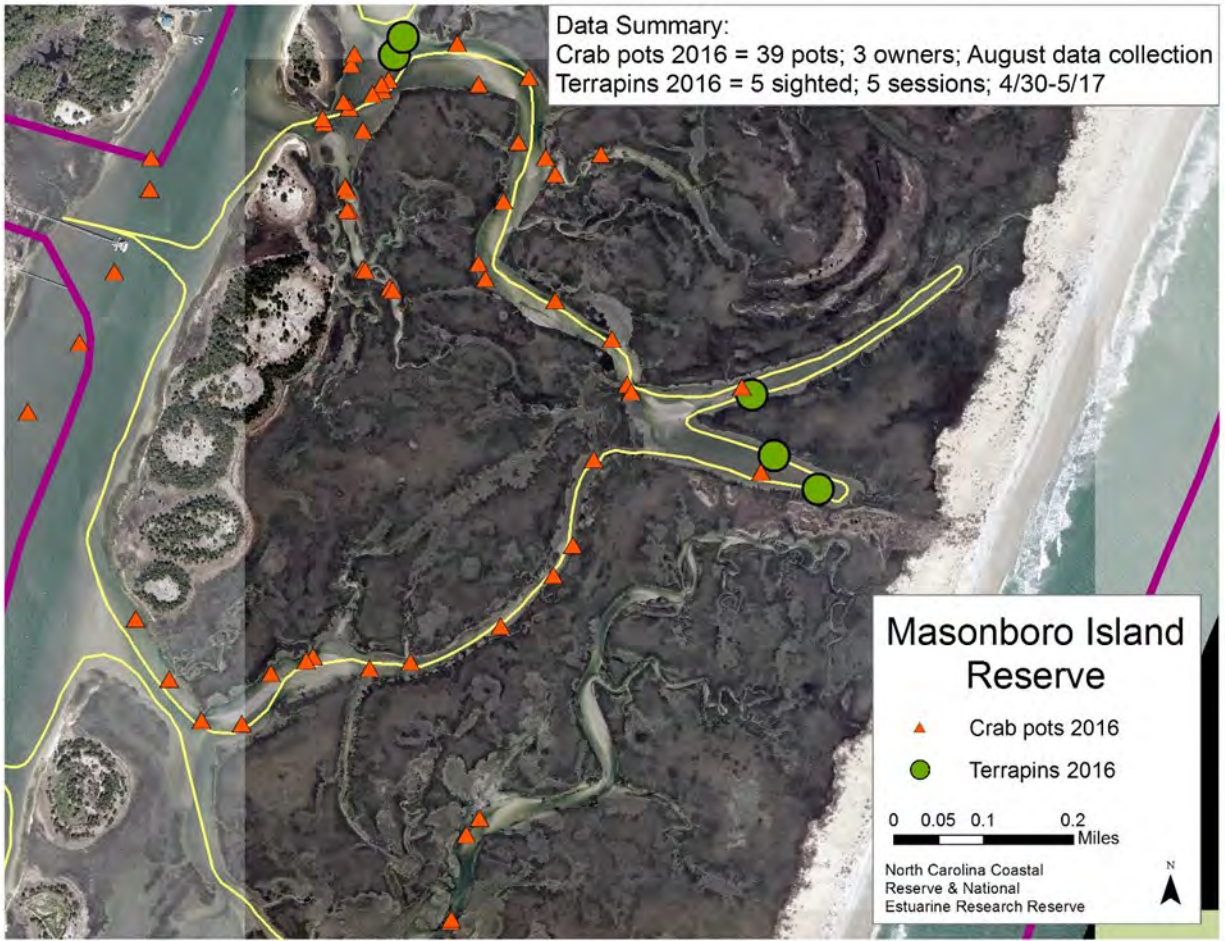 Data Summary:
Crab pots 2016 = 39 pots; 3 owners; August data collection
Terrapins 2016 = 5 sighted; 5 sessions; 4/30-5/17
Masonboro Island
Reserve
Crab pots 2016
Terrapins 2016
0 0.05 0.1 0.2
Miles
North Carolina Coastal
Reserve & National
Estuarine Research Reserve
N